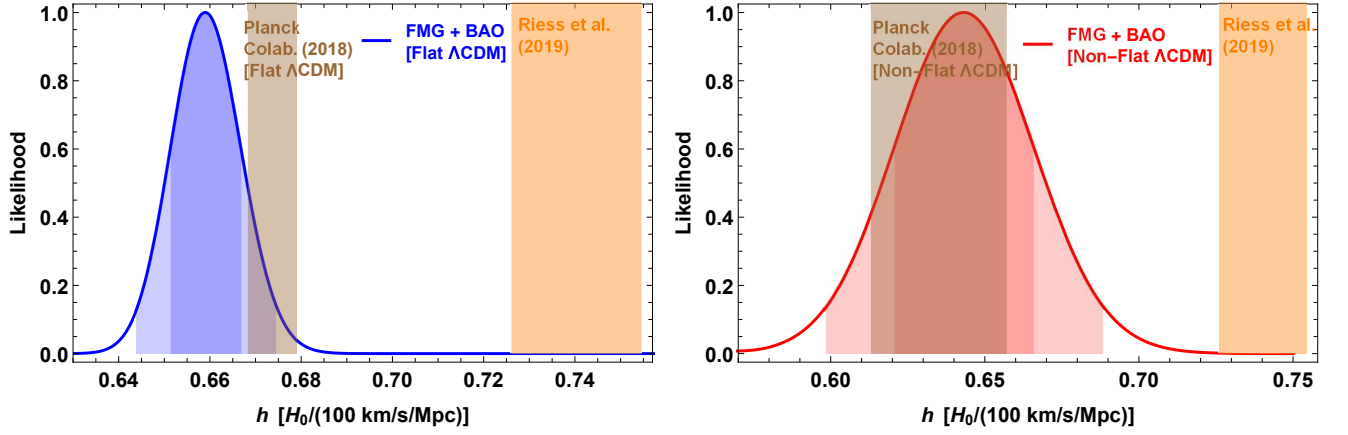 Planck
Colab. (2018)
[Flat ΛCDM]
FMG + BAO
[Flat ΛCDM]
Riess et al.
(2019)
Likelihood
1.0
0.8
0.6
0.4
0.2
0.0
0.64
0.66
0.68
0.70
0.72
0.74
h [H₀/(100 km/s/Mpc)]
Planck
Colab. (2018)
[Non–Flat ΛCDM]
FMG + BAO
[Non–Flat ΛCDM]
Riess et al.
(2019)
Likelihood
1.0
0.8
0.6
0.4
0.2
0.0
0.60
0.65
0.70
0.75
h [H₀/(100 km/s/Mpc)]